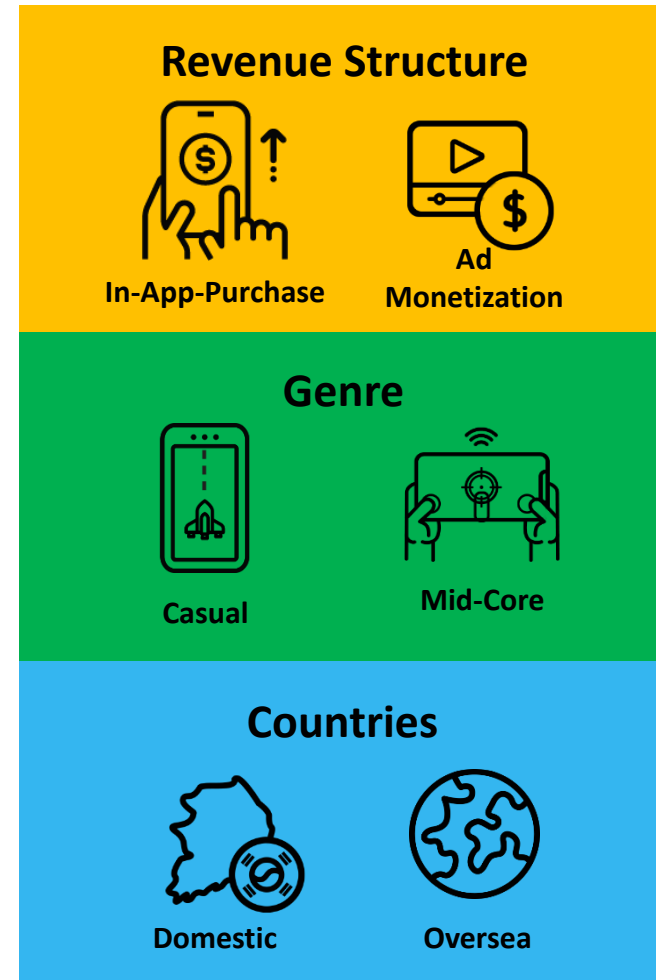 Revenue Structure
In-App-Purchase
Ad
Monetization
Genre
Casual
Mid-Core
Countries
Domestic
Oversea